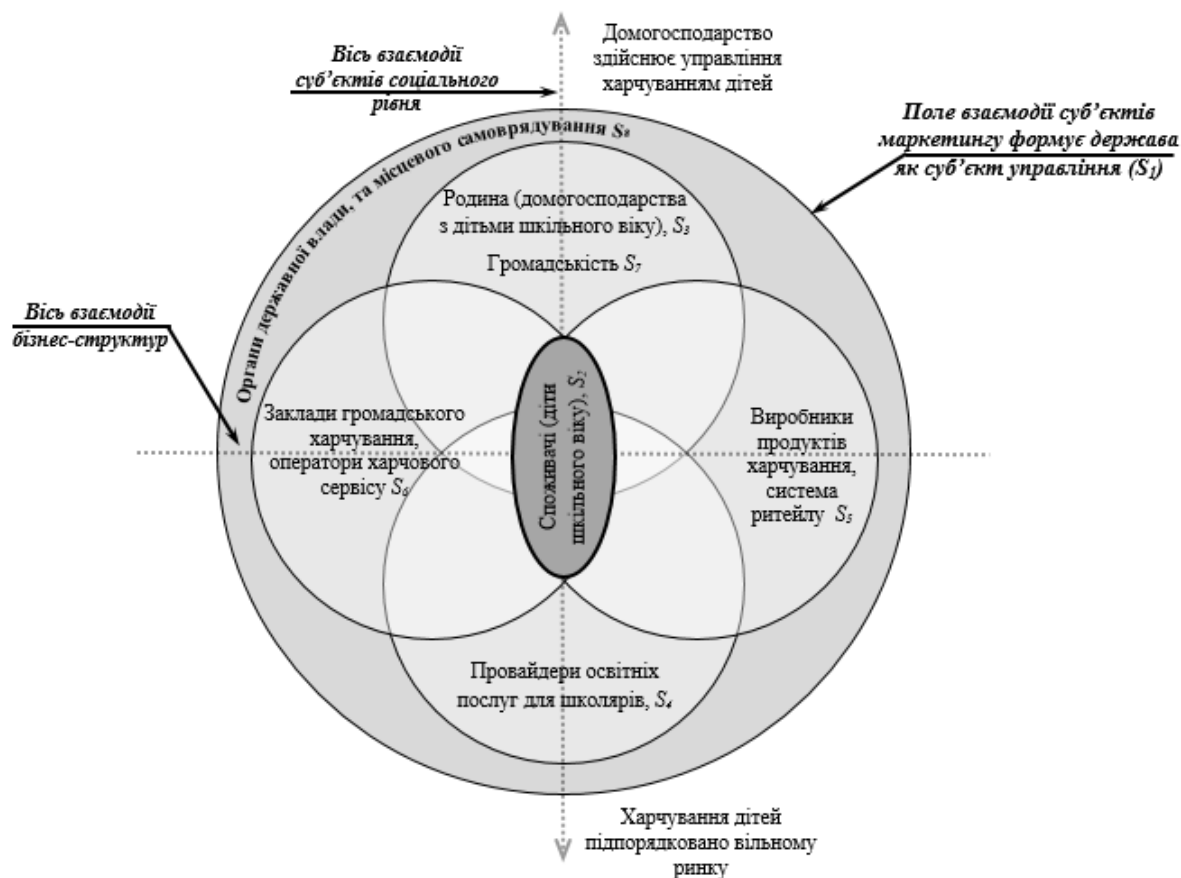 Домогосподарство
здійснює управління
харчуванням дітей
Вісь взаємодії
суб’єктів соціального
рівня
Поле взаємодії суб’єктів
маркетингу формує держава
як суб’єкт управління (S1)
Органи державної влади, та місцевого самоврядування S8
Родина (домогосподарства
з дітьми шкільного віку), S3
Громадськість S7
Вісь взаємодії
бізнес-структур
Заклади громадського
харчування,
оператори харчового
сервісу S6
Споживачі (діти
шкільного віку), S2
Виробники
продуктів
харчування,
система
ритейлу S5
Провайдери освітніх
послуг для школярів, S4
Харчування дітей
підпорядковано вільному
ринку